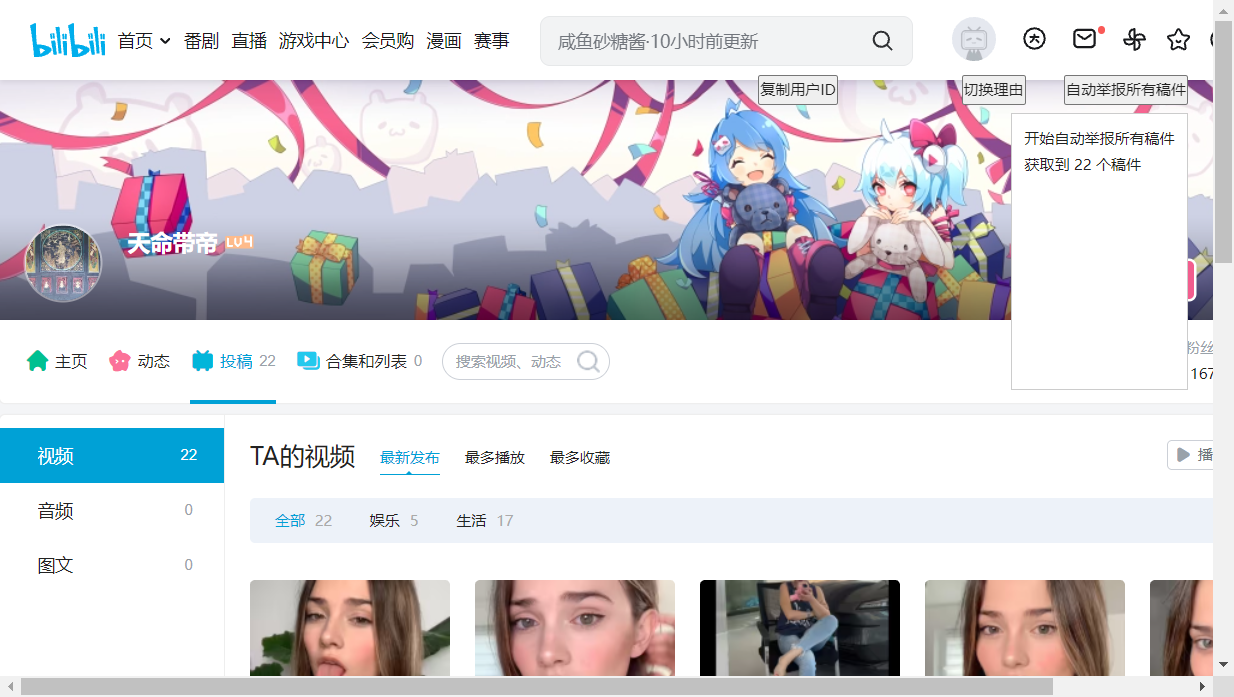 bilibili 首页 番剧 直播 游戏中心 会员购 漫画 赛事 咸鱼砂糖酱·10小时前更新
复制用户ID 切换理由 自动举报所有稿件
开始自动举报所有稿件
获取到 22 个稿件
天命带帝 LV4
主页 动态 投稿 22 合集和列表 0 搜索视频、动态 粉丝
167
视频 22
音频 0
图文 0
TA的视频 最新发布 最多播放 最多收藏 播
全部 22 娱乐 5 生活 17